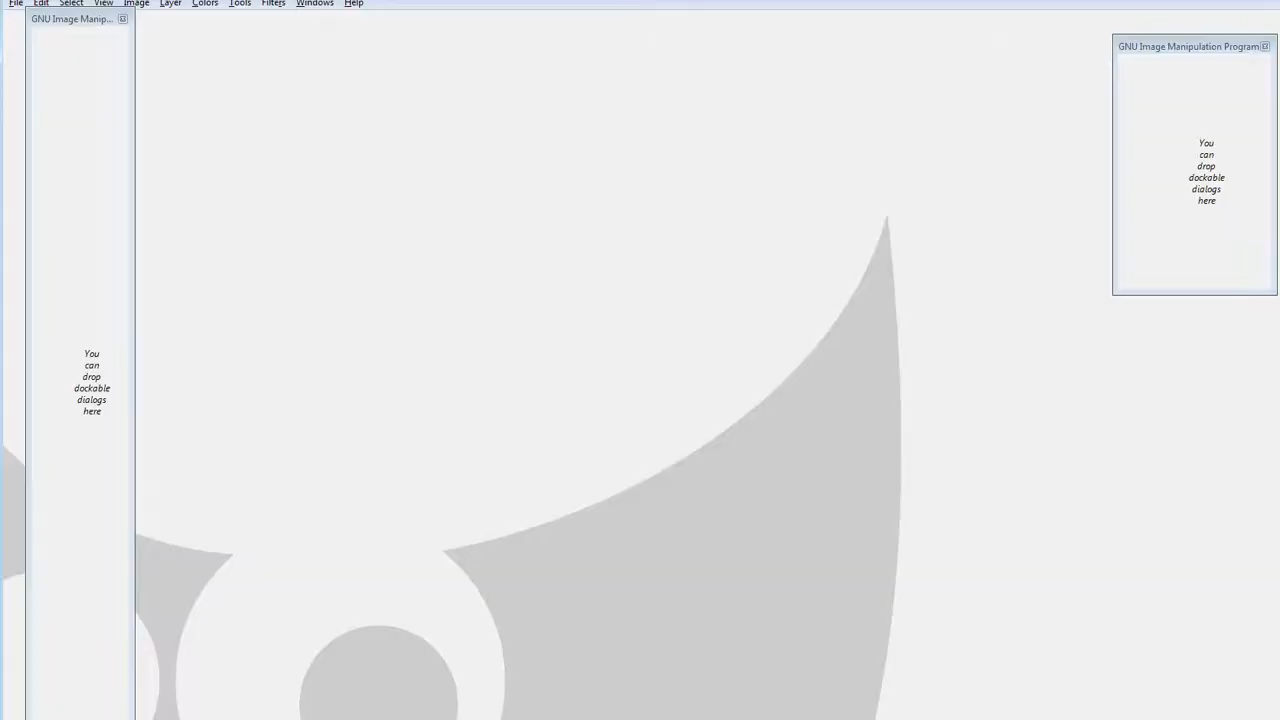 File Edit Select View Image Layer Colors Tools Filters Windows Help
GNU Image Manip...
You
can
drop
dockable
dialogs
here
GNU Image Manipulation Program
You
can
drop
dockable
dialogs
here